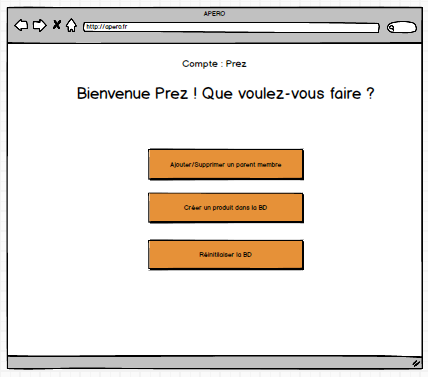 APERO
http://apero.fr
Compte : Prez
Bienvenue Prez ! Que voulez-vous faire ?
Ajouter/Supprimer un parent membre
Créer un produit dans la BD
Réinitilaiser la BD